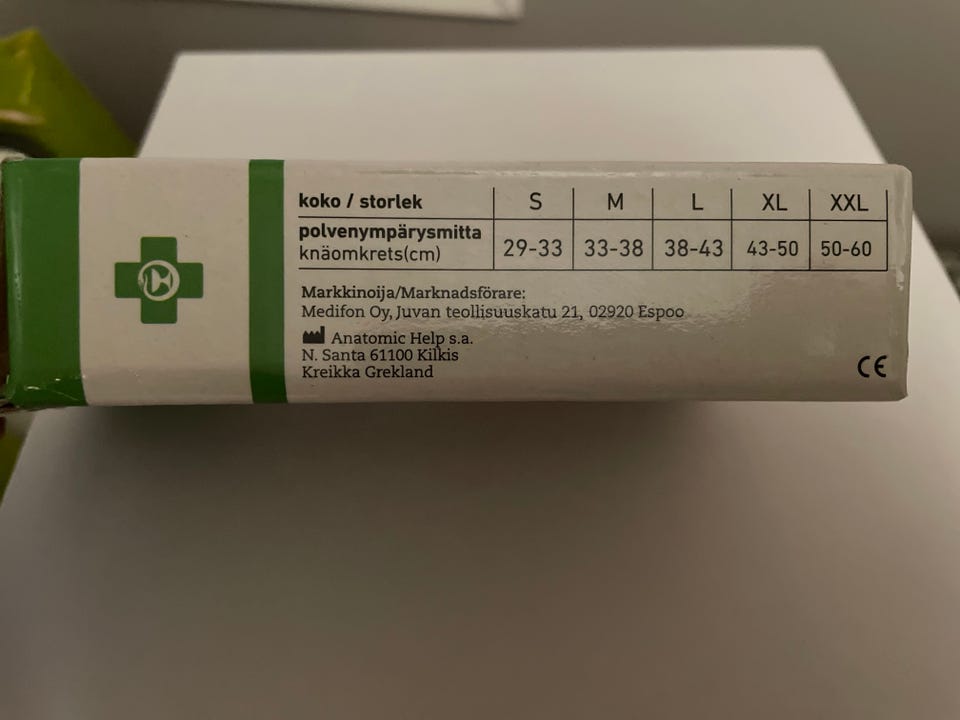 koko / storlek S M L XL XXL
polvenympärysmitta
knäomkrets(cm) 29-33 33-38 38-43 43-50 50-60
Markkinoija/Marknadsförare:
Medifon Oy, Juvan teollisuuskatu 21, 02920 Espoo
Anatomic Help s.a.
N. Santa 61100 Kilkis
Kreikka Grekland
CE